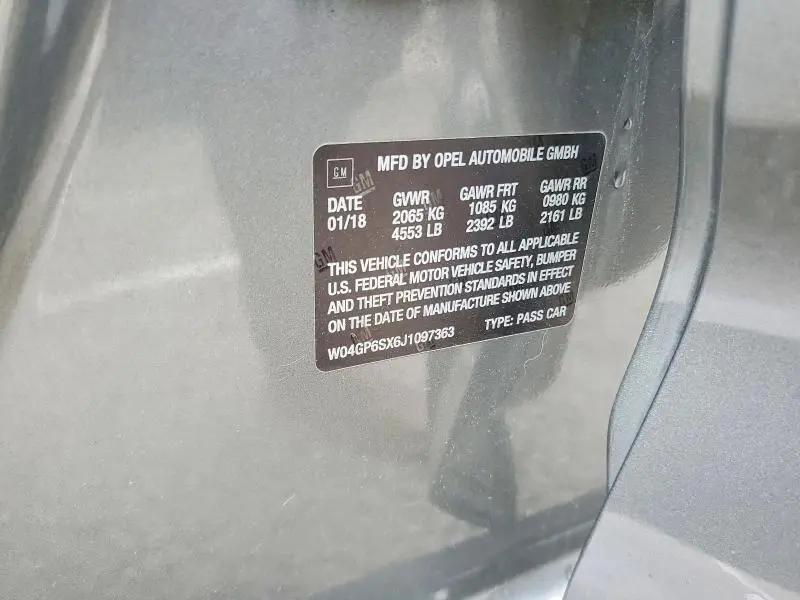 GM MFD BY OPEL AUTOMOBILE GMBH
DATE GVWR GAWR FRT GAWR RR
01/18 2065 KG 1085 KG 0980 KG
4553 LB 2392 LB 2161 LB
THIS VEHICLE CONFORMS TO ALL APPLICABLE
U.S. FEDERAL MOTOR VEHICLE SAFETY, BUMPER
AND THEFT PREVENTION STANDARDS IN EFFECT
ON THE DATE OF MANUFACTURE SHOWN ABOVE
W04GP6SX6J1097363 TYPE: PASS CAR